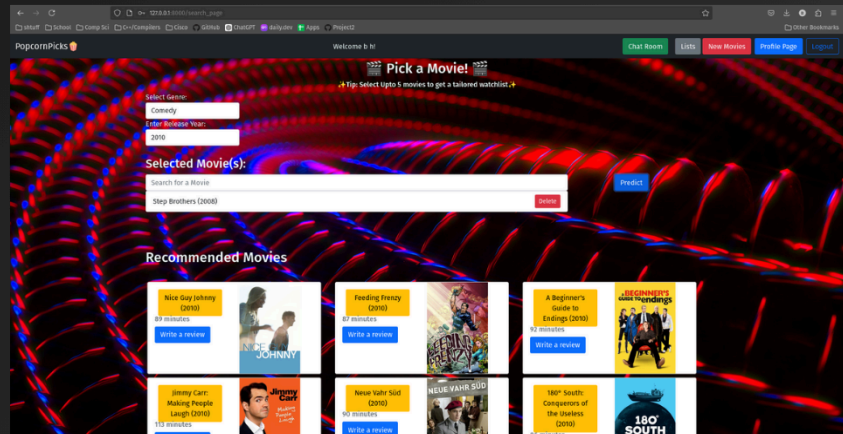 127.0.0.1:8000/search_page
stuff School Comp Sci C++/Compilers Cisco GitHub ChatGPT daily.dev Apps Project2 Other Bookmarks
PopcornPicks🍿 Welcome b h! Chat Room Lists New Movies Profile Page Logout
🎬 Pick a Movie! 🎬
✨Tip: Select Upto 5 movies to get a tailored watchlist✨
Select Genre:
Comedy
Enter Release Year:
2010
Selected Movie(s):
Search for a Movie Predict
Step Brothers (2008) Delete
Recommended Movies
Nice Guy Johnny (2010)
89 minutes
Write a review
NICE GUY JOHNNY
Feeding Frenzy (2010)
87 minutes
Write a review
FEEDING FRENZY
A Beginner's Guide to Endings (2010)
92 minutes
Write a review
A BEGINNER'S GUIDE TO endings
Jimmy Carr: Making People Laugh (2010)
113 minutes
Jimmy Carr
Making People Laugh
Neue Vahr Süd (2010)
90 minutes
Write a review
NEUE VAHR SÜD
180° South: Conquerors of the Useless (2010)
180° SOUTH